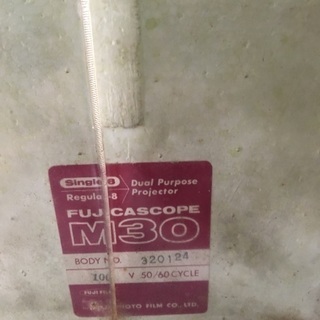 Single-8 Dual Purpose
Regular-8 Projector
FUJICASCOPE
M30
BODY NO. 320124
100 V 50/60 CYCLE
PHOTO FILM CO., LTD.